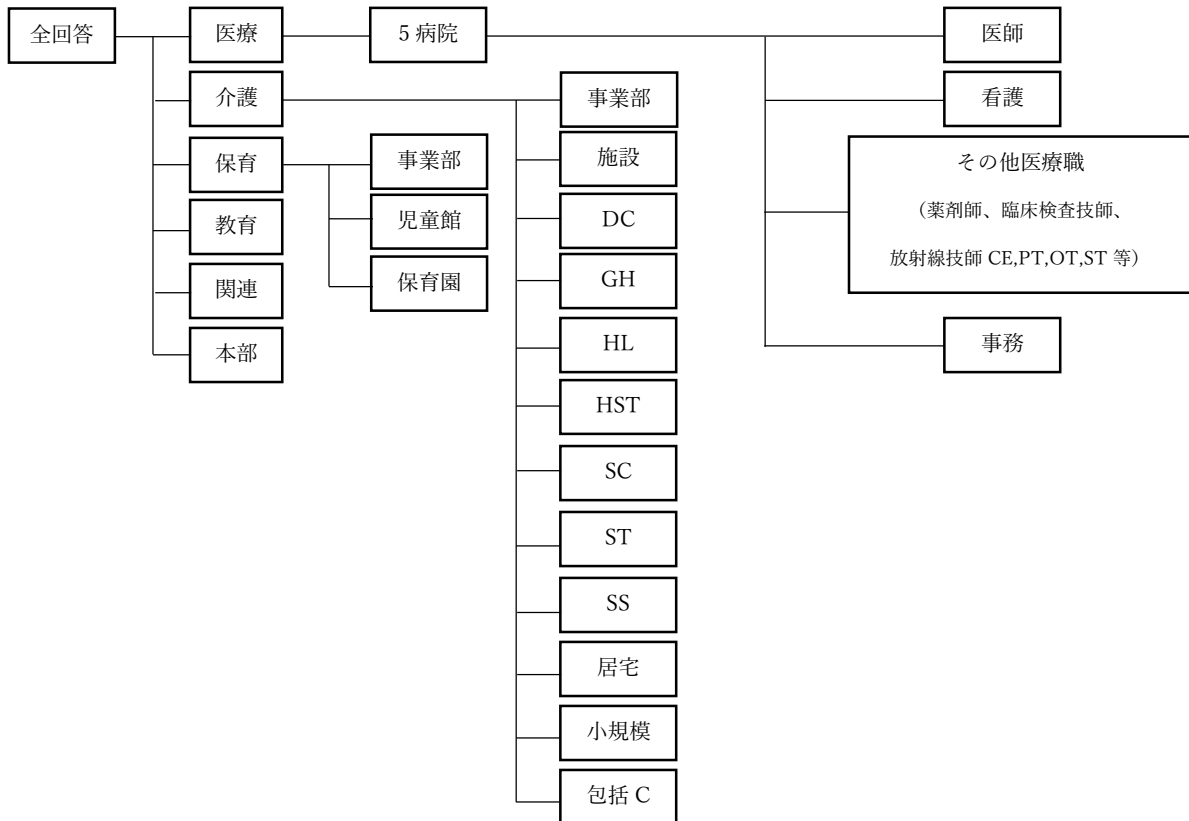 全回答
医療
5 病院
医師
介護
事業部
看護
保育
事業部
施設
その他医療職
（薬剤師、臨床検査技師、
放射線技師 CE,PT,OT,ST 等）
教育
児童館
DC
関連
保育園
GH
本部
HL
事務
HST
SC
ST
SS
居宅
小規模
包括 C